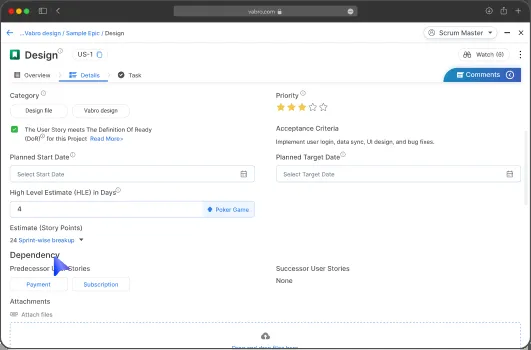 vabro.com
...Vabro design / Sample Epic / Design
Scrum Master
Design
US-1
Watch (6)
Overview
Details
Task
Comments
Category
Priority
Design file
Vabro design
The User Story meets The Definition Of Ready
(DoR) for this Project Read More
Acceptance Criteria
Implement user login, data sync, UI design, and bug fixes.
Planned Start Date
Planned Target Date
Select Start Date
Select Target Date
High Level Estimate (HLE) in Days
4
Poker Game
Estimate (Story Points)
24 Sprint-wise breakup
Dependency
Predecessor User Stories
Successor User Stories
Payment
Subscription
None
Attachments
Attach files